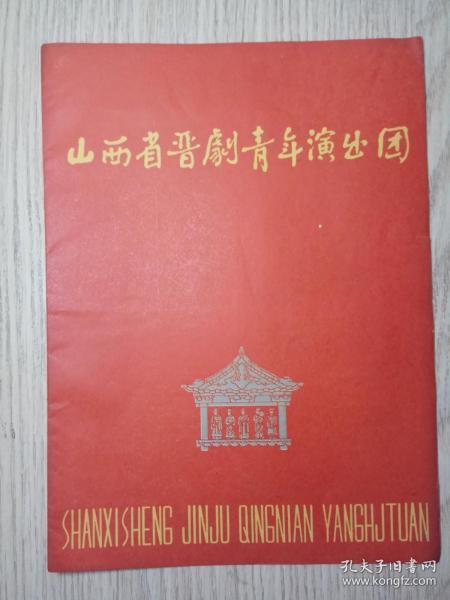 山西省晋劇青年演出团
SHANXISHENG JINJU QINGNIAN YANGHJTUAN
孔夫子旧书网
www.kongfz.com